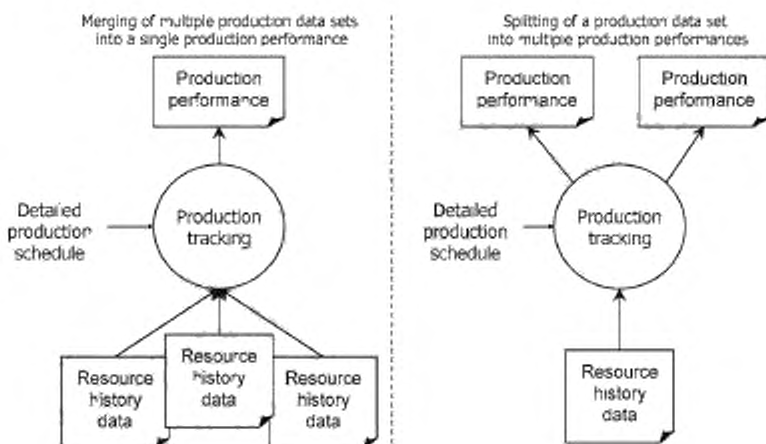 Merging of multiple production data sets
into a single production performance
Production
performance
Detailed
production
schedule
Production
tracking
Resource
history
data
Resource
history
data
Resource
history
data
Splitting of a production data set
into multiple production performances
Production
performance
Production
performance
Detailed
production
schedule
Production
tracking
Resource
history
data